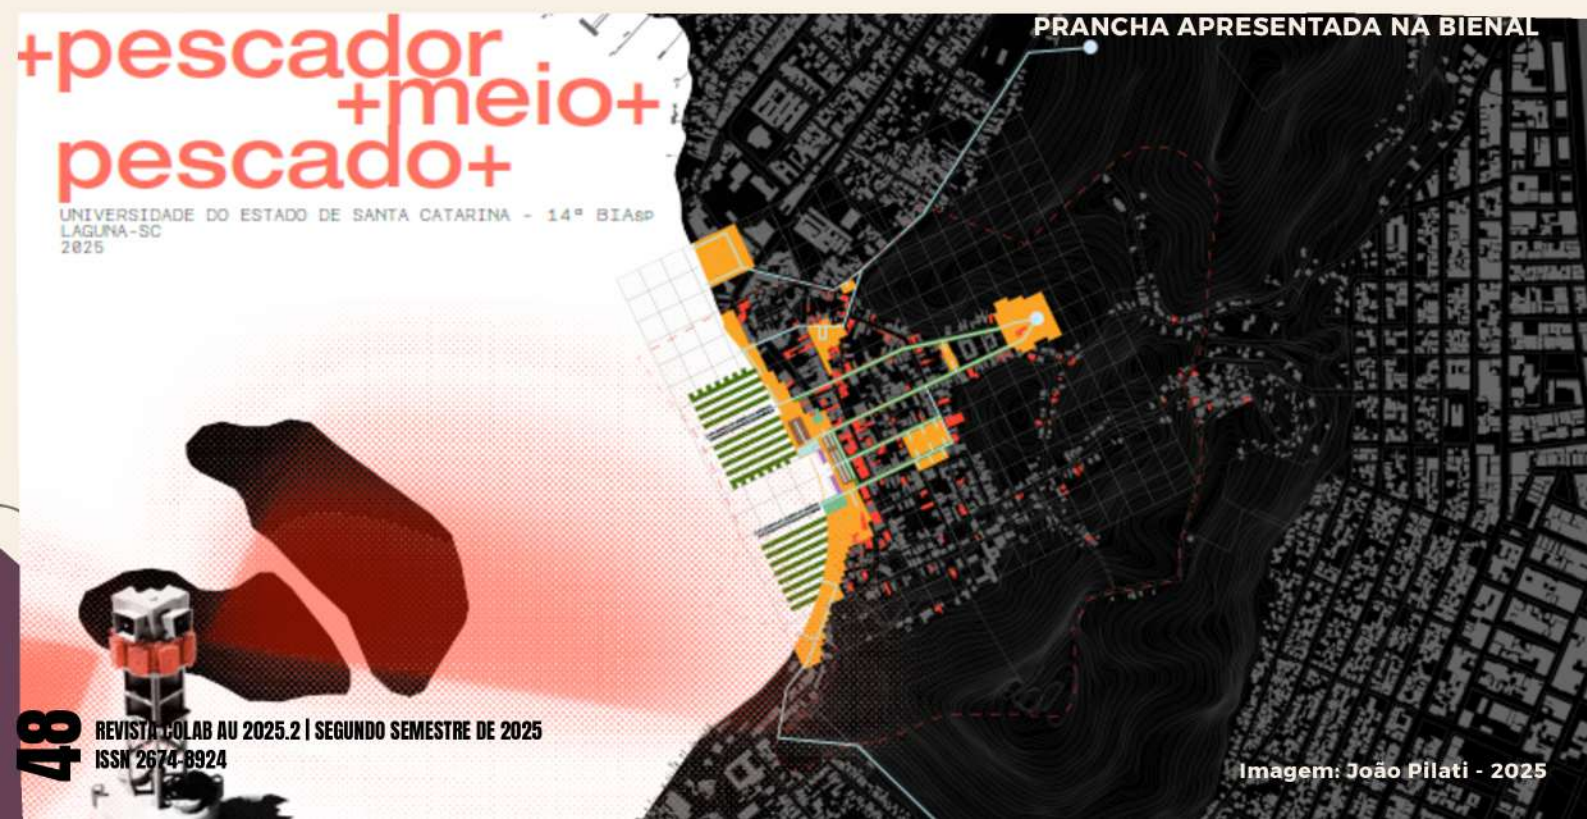 +pescador
+meio+
pescado+
UNIVERSIDADE DO ESTADO DE SANTA CATARINA - 14ª BIAsp
LAGUNA-SC
2025
PRANCHA APRESENTADA NA BIENAL
48
REVISTA COLAB AU 2025.2 | SEGUNDO SEMESTRE DE 2025
ISSN 2674-8924
Imagem: João Pilati - 2025